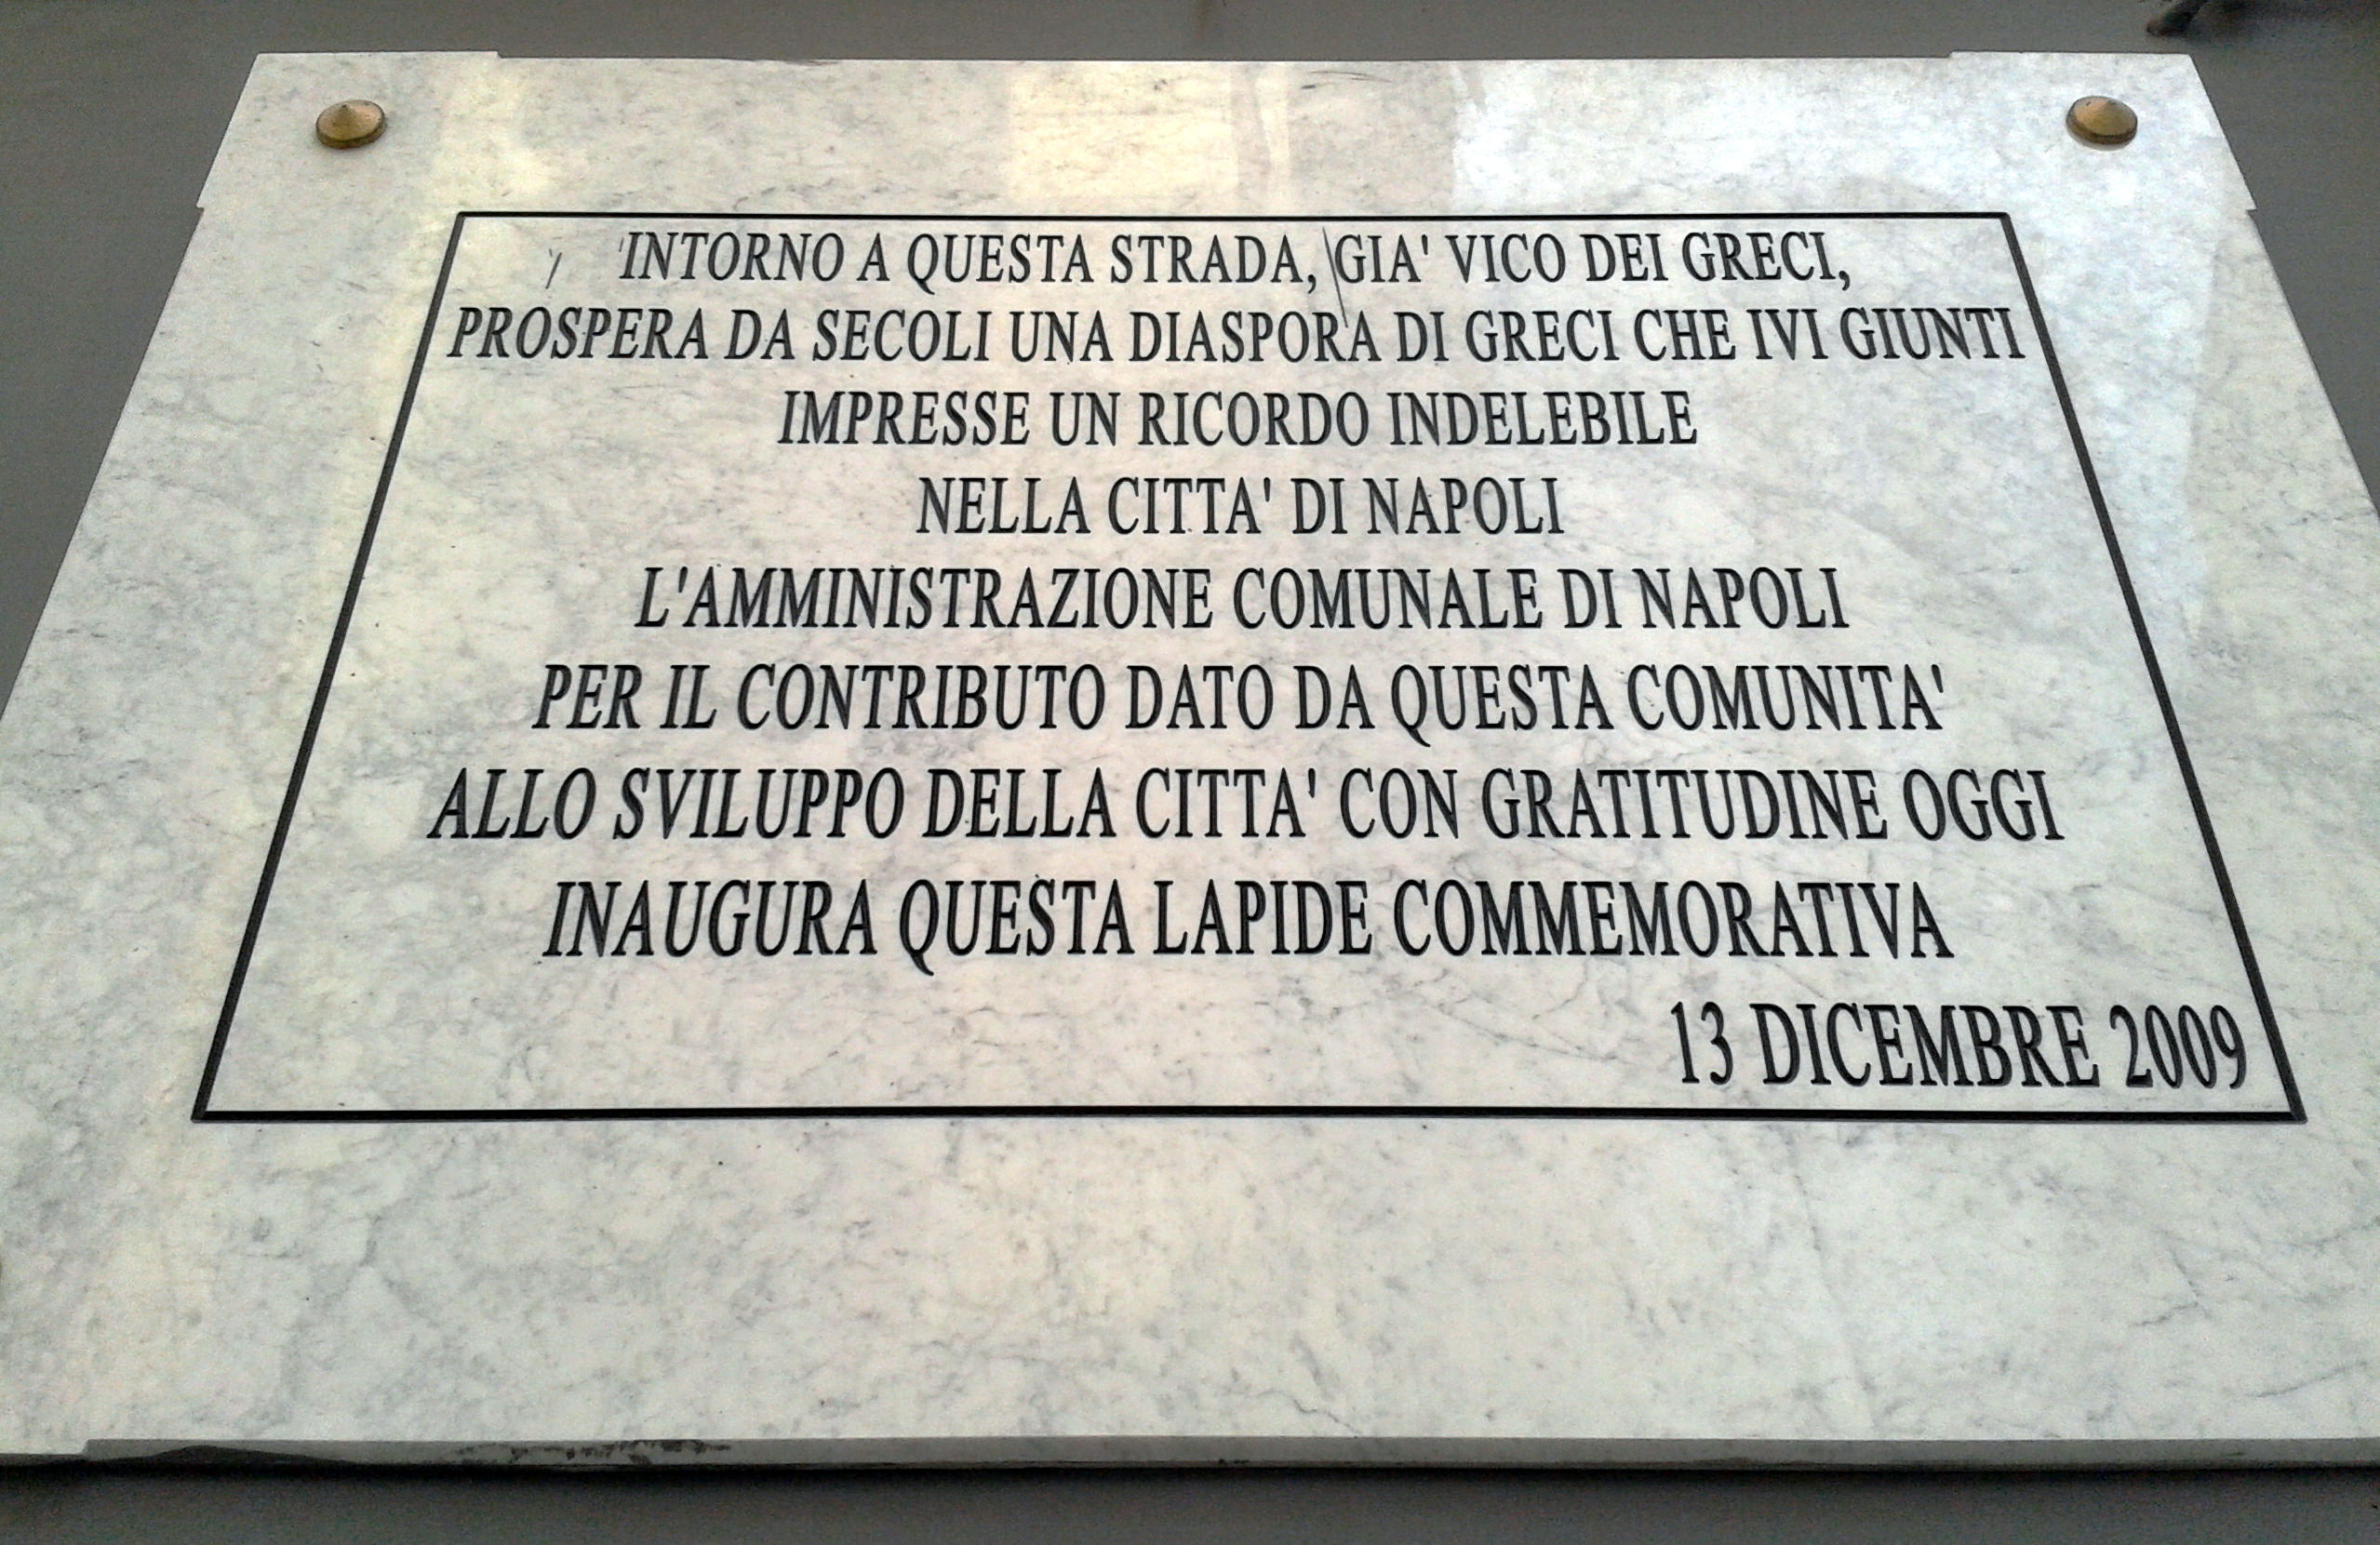 INTORNO A QUESTA STRADA, GIA' VICO DEI GRECI,
PROSPERA DA SECOLI UNA DIASPORA DI GRECI CHE IVI GIUNTI
IMPRESSE UN RICORDO INDELEBILE
NELLA CITTA' DI NAPOLI
L'AMMINISTRAZIONE COMUNALE DI NAPOLI
PER IL CONTRIBUTO DATO DA QUESTA COMUNITA'
ALLO SVILUPPO DELLA CITTA' CON GRATITUDINE OGGI
INAUGURA QUESTA LAPIDE COMMEMORATIVA
13 DICEMBRE 2009